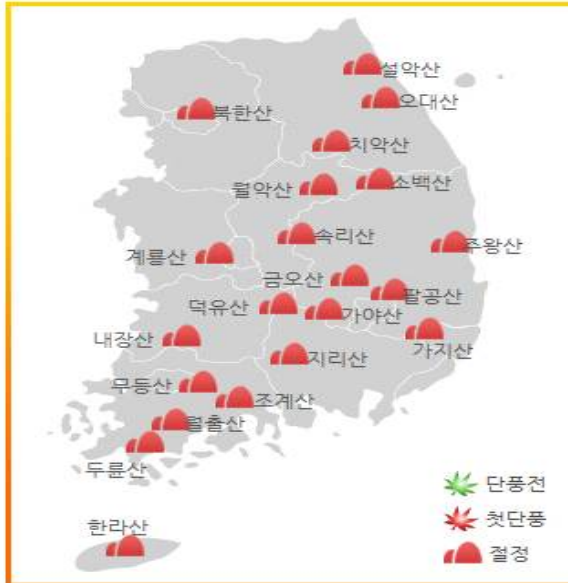 설악산
오대산
북한산
치악산
소백산
월악산
속리산
주왕산
계룡산
금오산
팔공산
덕유산
가야산
내장산
가지산
지리산
무등산
조계산
월출산
두륜산
한라산
단풍전
첫단풍
절정